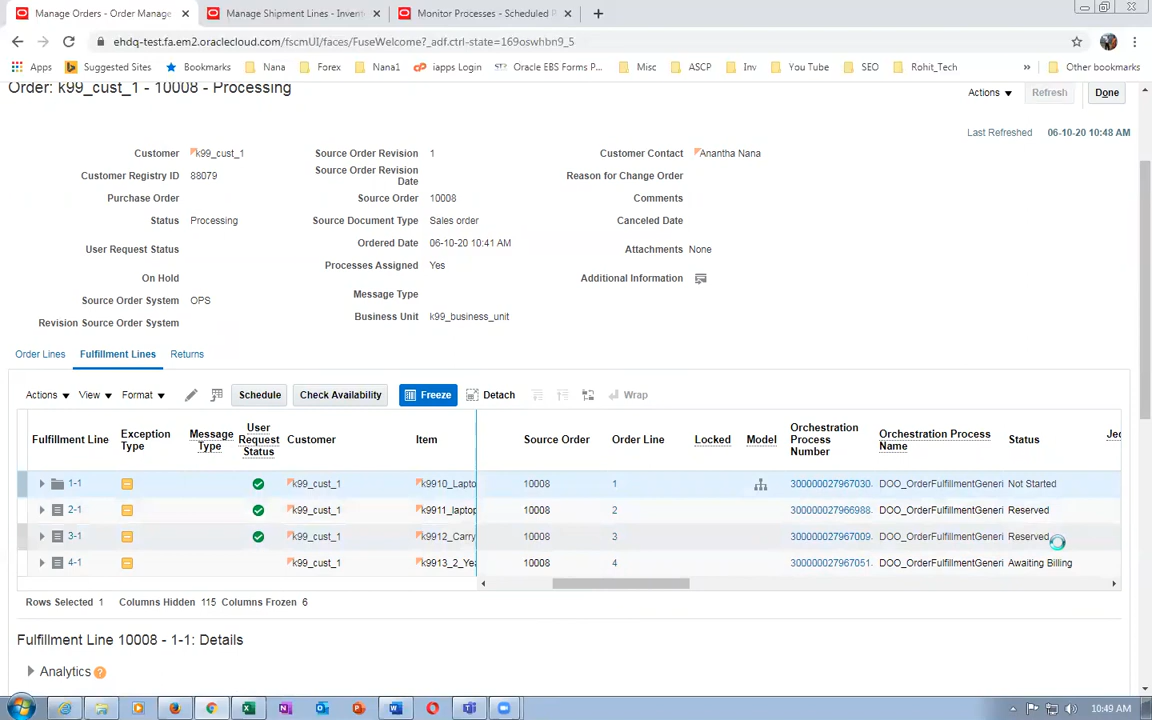 Manage Orders - Order Manage
Manage Shipment Lines - Invent
Monitor Processes - Scheduled P
ehdq-test.fa.em2.oraclecloud.com/fscmUI/faces/FuseWelcome?_adf.ctrl-state=169oswhbn9_5
Apps Suggested Sites Bookmarks Nana Forex Nana1 iapps Login Oracle EBS Forms P... Misc ASCP Inv You Tube SEO Rohit_Tech » Other bookmarks
Order: k99_cust_1 - 10008 - Processing
Actions Refresh Done
Last Refreshed 06-10-20 10:48 AM
Customer k99_cust_1
Customer Registry ID 88079
Purchase Order
Status Processing
User Request Status
On Hold
Source Order System OPS
Revision Source Order System
Source Order Revision 1
Source Order Revision
Date
Source Order 10008
Source Document Type Sales order
Ordered Date 06-10-20 10:41 AM
Processes Assigned Yes
Message Type
Business Unit k99_business_unit
Customer Contact Anantha Nana
Reason for Change Order
Comments
Canceled Date
Attachments None
Additional Information
Order Lines Fulfillment Lines Returns
Actions View Format Schedule Check Availability Freeze Detach Wrap
Fulfillment Line
Exception
Type
Message
Type
User
Request
Status
Customer
Item
Source Order
Order Line
Locked
Model
Orchestration
Process
Number
Orchestration Process
Name
Status
1-1 k99_cust_1 k9910_Lapto 10008 1 300000027967030. DOO_OrderFulfillmentGeneri Not Started
2-1 k99_cust_1 k9911_laptop 10008 2 300000027966988. DOO_OrderFulfillmentGeneri Reserved
3-1 k99_cust_1 k9912_Carry 10008 3 300000027967009. DOO_OrderFulfillmentGeneri Reserved
4-1 k99_cust_1 k9913_2_Yea 10008 4 300000027967051. DOO_OrderFulfillmentGeneri Awaiting Billing
Rows Selected 1 Columns Hidden 115 Columns Frozen 6
Fulfillment Line 10008 - 1-1: Details
Analytics
10:49 AM